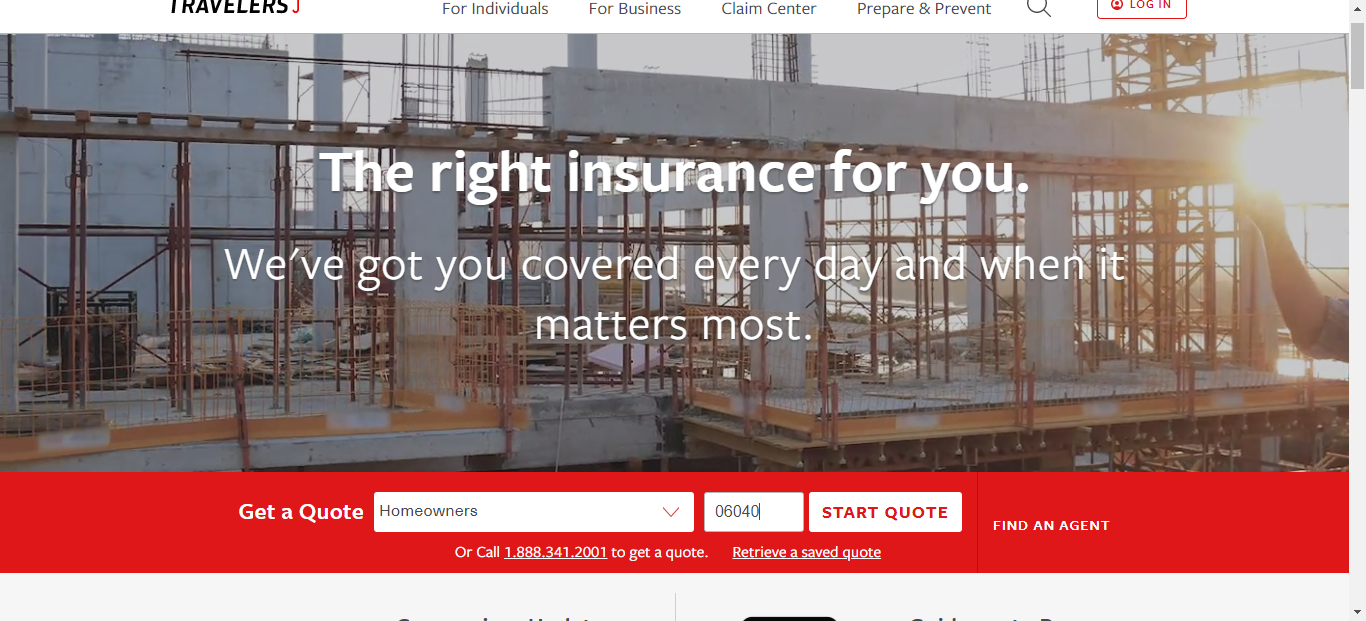 TRAVELERS
For Individuals
For Business
Claim Center
Prepare & Prevent
LOG IN
The right insurance for you.
We've got you covered every day and when it
matters most.
Get a Quote
Homeowners
06040
START QUOTE
FIND AN AGENT
Or Call 1.888.341.2001 to get a quote.
Retrieve a saved quote